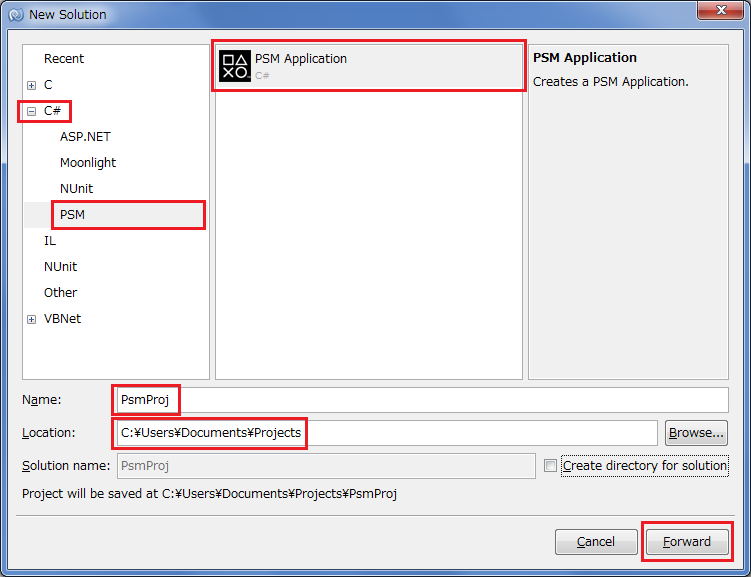 New Solution
Recent
C
C#
ASP.NET
Moonlight
NUnit
PSM
IL
NUnit
Other
VBNet
PSM Application
C#
PSM Application
Creates a PSM Application.
Name:
PsmProj
Location:
C:¥Users¥Documents¥Projects
Browse...
Solution name:
PsmProj
Create directory for solution
Project will be saved at C:¥Users¥Documents¥Projects¥PsmProj
Cancel
Forward